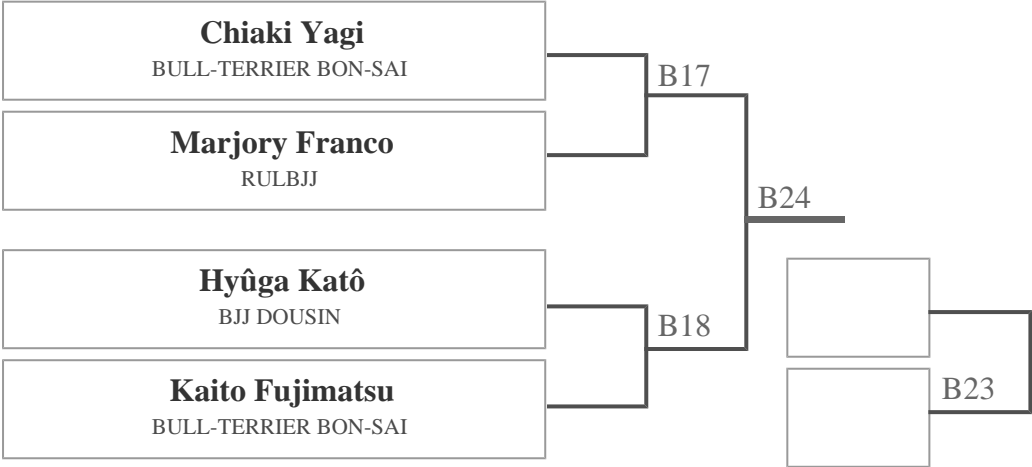 Chiaki Yagi
BULL-TERRIER BON-SAI
B17
Marjory Franco
RULBJJ
B24
Hyûga Katô
BJJ DOUSIN
B18
Kaito Fujimatsu
BULL-TERRIER BON-SAI
B23